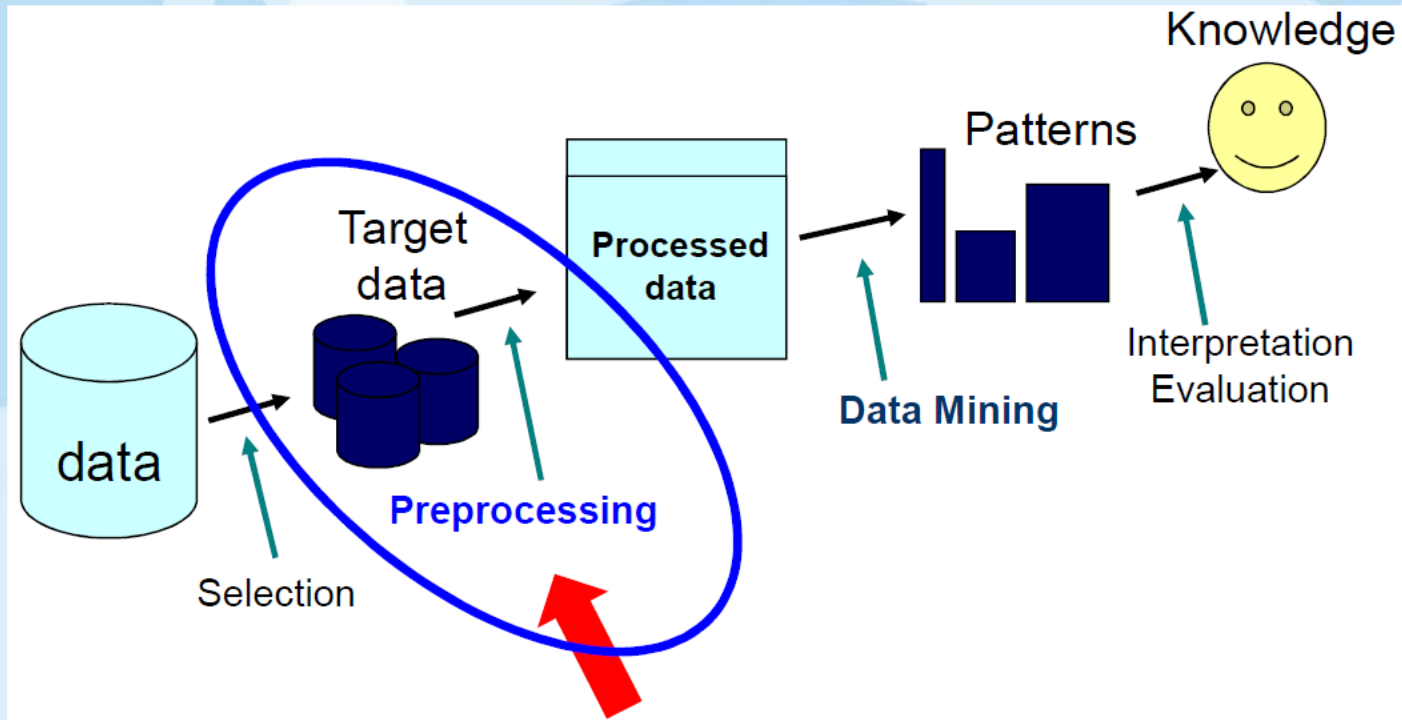 Knowledge
Patterns
Target
data
Processed
data
data
Interpretation
Evaluation
Data Mining
Preprocessing
Selection